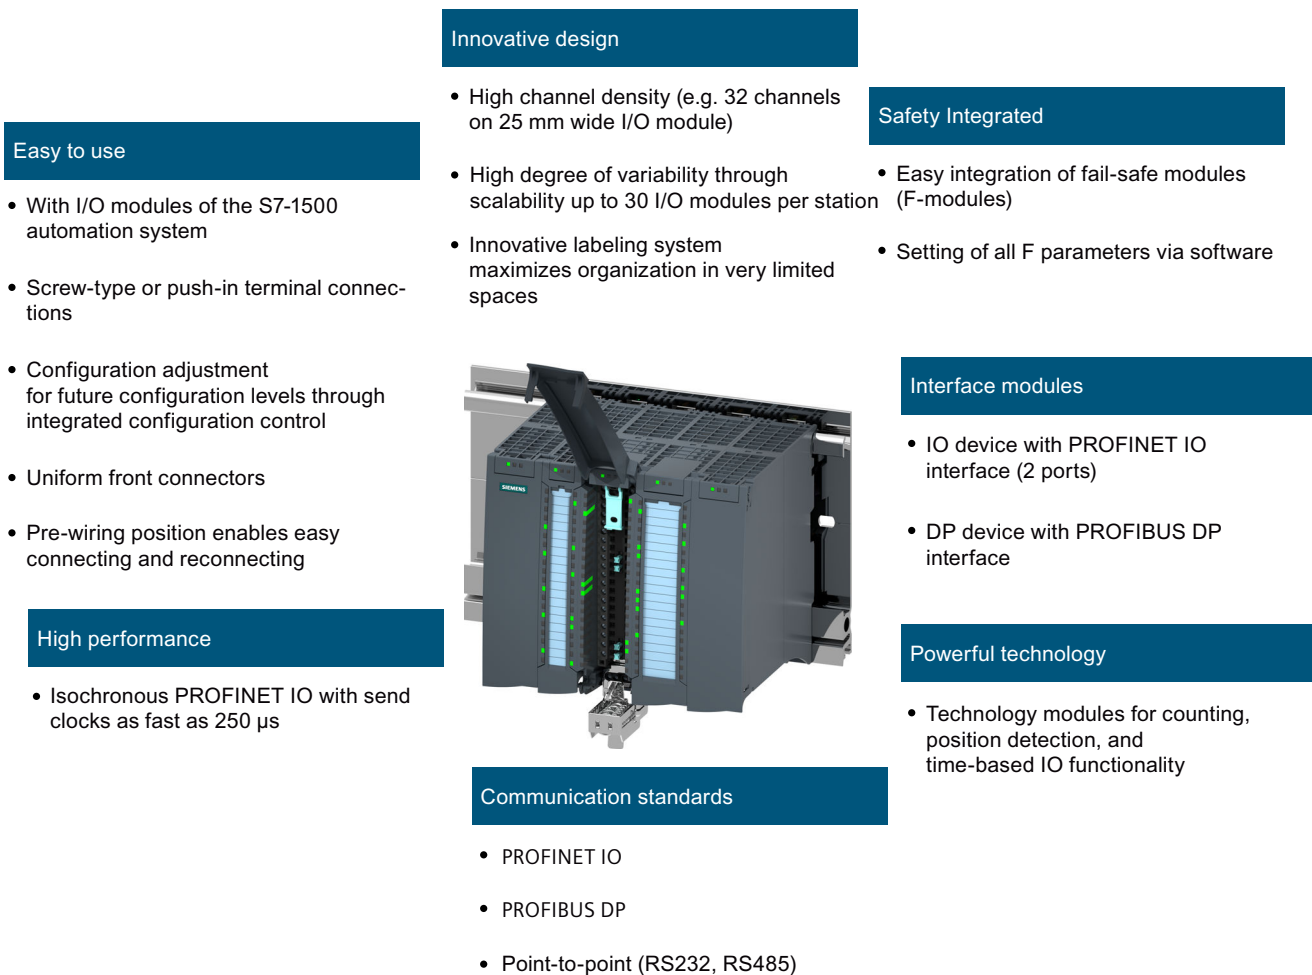 Innovative design
• High channel density (e.g. 32 channels
on 25 mm wide I/O module)
• High degree of variability through
scalability up to 30 I/O modules per station
• Innovative labeling system
maximizes organization in very limited
spaces
Safety Integrated
• Easy integration of fail-safe modules
(F-modules)
• Setting of all F parameters via software
Easy to use
• With I/O modules of the S7-1500
automation system
• Screw-type or push-in terminal connec-
tions
• Configuration adjustment
for future configuration levels through
integrated configuration control
• Uniform front connectors
• Pre-wiring position enables easy
connecting and reconnecting
SIEMENS
Interface modules
• IO device with PROFINET IO
interface (2 ports)
• DP device with PROFIBUS DP
interface
High performance
• Isochronous PROFINET IO with send
clocks as fast as 250 µs
Powerful technology
• Technology modules for counting,
position detection, and
time-based IO functionality
Communication standards
• PROFINET IO
• PROFIBUS DP
• Point-to-point (RS232, RS485)